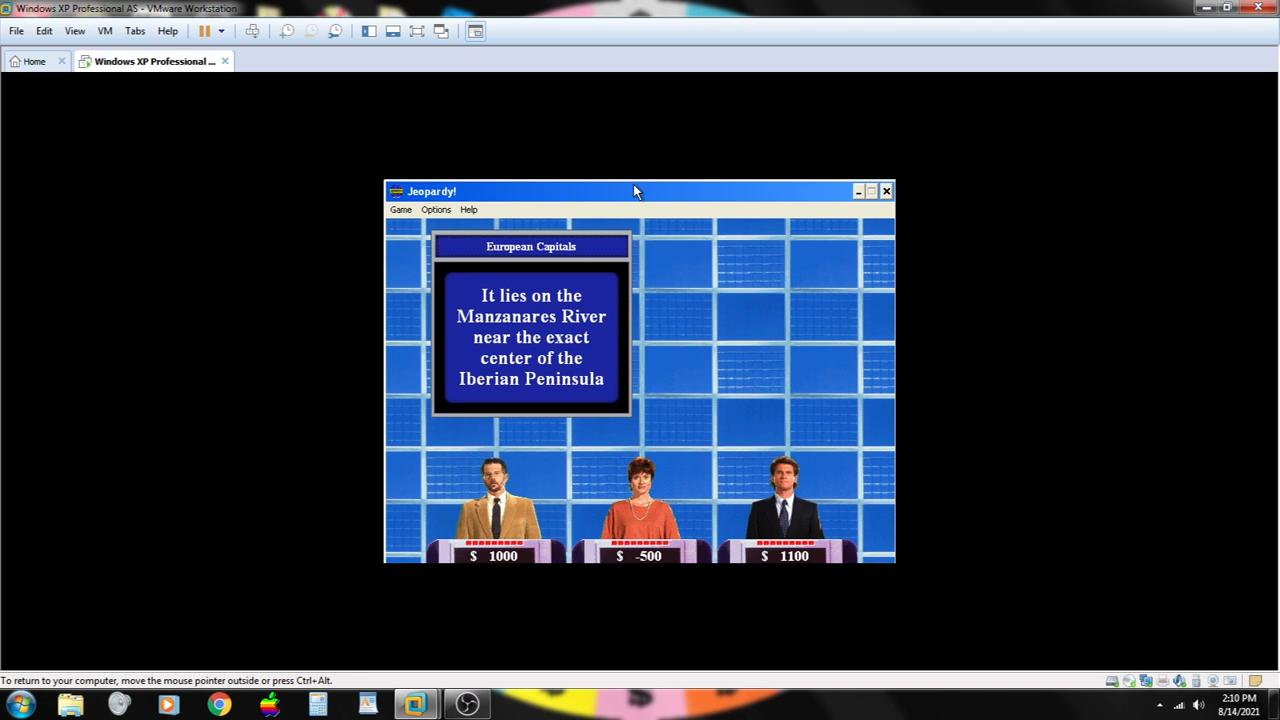 Windows XP Professional AS - VMware Workstation
File Edit View VM Tabs Help
Home
Windows XP Professional ...
Jeopardy!
Game Options Help
European Capitals
It lies on the
Manzanares River
near the exact
center of the
Iberian Peninsula
$ 1000
$ -500
$ 1100
To return to your computer, move the mouse pointer outside or press Ctrl+Alt.
2:10 PM
8/14/2021